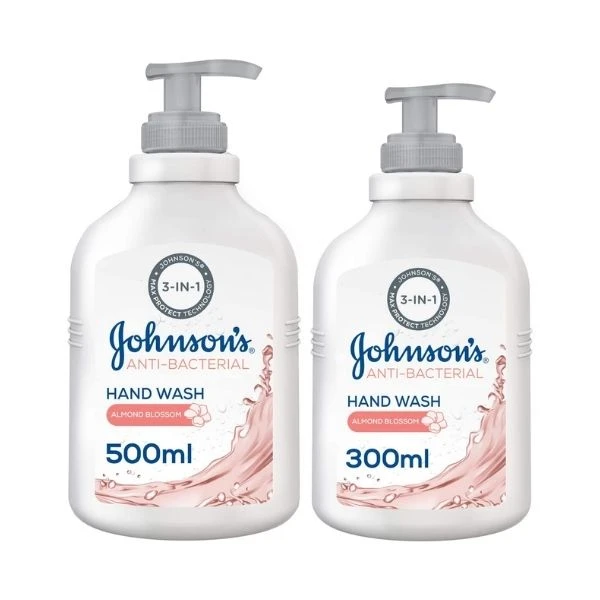 JOHNSON'S®
3-IN-1
MAX PROTECT TECHNOLOGY
Johnson's®
ANTI-BACTERIAL
HAND WASH
ALMOND BLOSSOM
500ml
JOHNSON'S®
3-IN-1
MAX PROTECT TECHNOLOGY
Johnson's®
ANTI-BACTERIAL
HAND WASH
ALMOND BLOSSOM
300ml